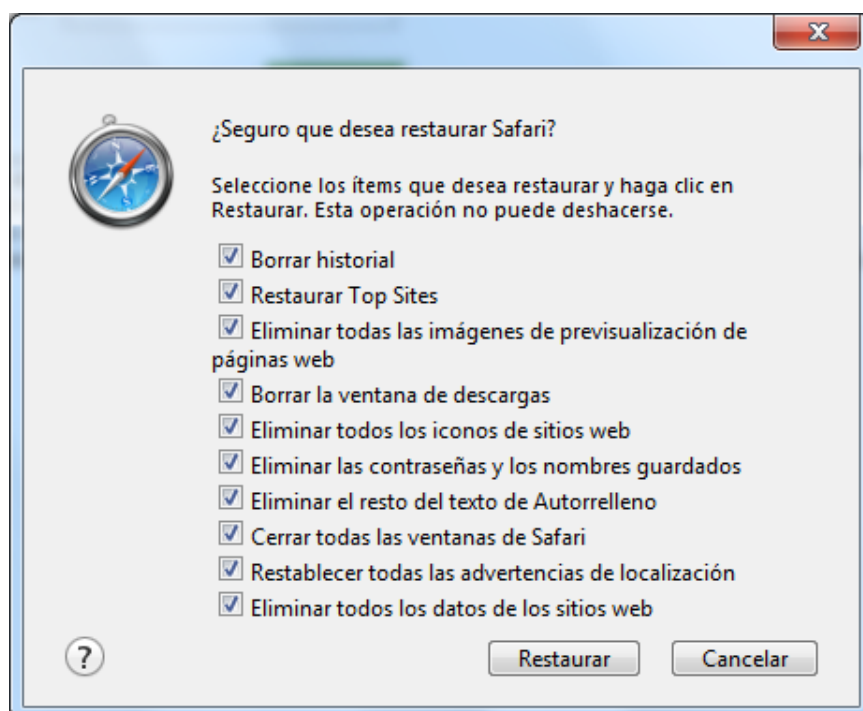 ¿Seguro que desea restaurar Safari?
Seleccione los ítems que desea restaurar y haga clic en
Restaurar. Esta operación no puede deshacerse.
Borrar historial
Restaurar Top Sites
Eliminar todas las imágenes de previsualización de
páginas web
Borrar la ventana de descargas
Eliminar todos los iconos de sitios web
Eliminar las contraseñas y los nombres guardados
Eliminar el resto del texto de Autorrelleno
Cerrar todas las ventanas de Safari
Restablecer todas las advertencias de localización
Eliminar todos los datos de los sitios web
? Restaurar Cancelar